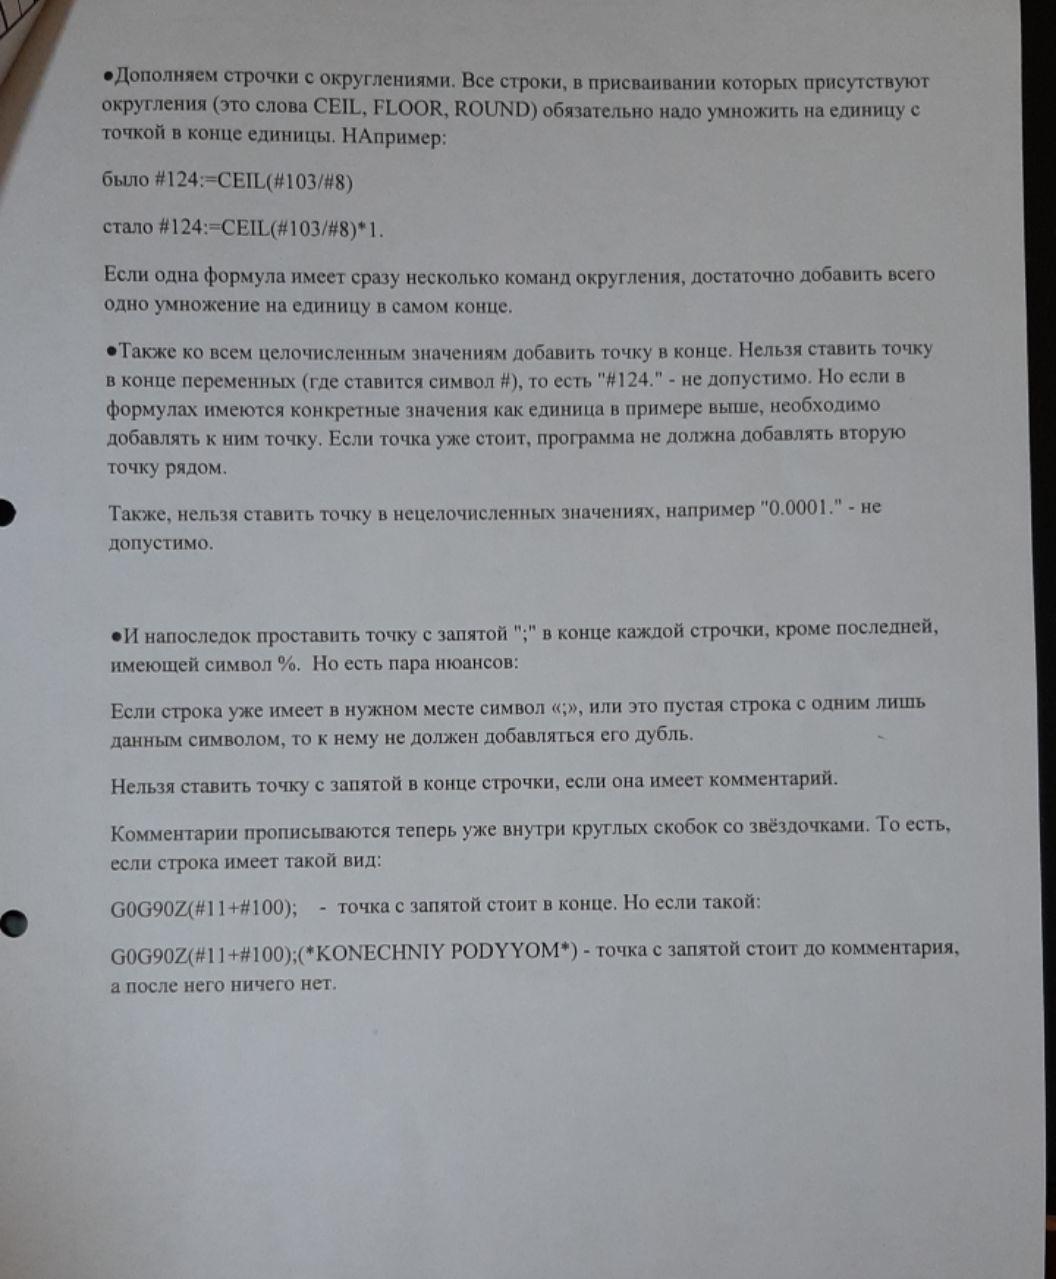 ●Дополняем строчки с округлениями. Все строки, в присваивании которых присутствуют
округления (это слова CEIL, FLOOR, ROUND) обязательно надо умножить на единицу с
точкой в конце единицы. НАпример:
было #124:=CEIL(#103/#8)
стало #124:=CEIL(#103/#8)*1.
Если одна формула имеет сразу несколько команд округления, достаточно добавить всего
одно умножение на единицу в самом конце.
●Также ко всем целочисленным значениям добавить точку в конце. Нельзя ставить точку
в конце переменных (где ставится символ #), то есть "#124." - не допустимо. Но если в
формулах имеются конкретные значения как единица в примере выше, необходимо
добавлять к ним точку. Если точка уже стоит, программа не должна добавлять вторую
точку рядом.
Также, нельзя ставить точку в нецелочисленных значениях, например "0.0001." - не
допустимо.
●И напоследок проставить точку с запятой ";" в конце каждой строчки, кроме последней,
имеющей символ %. Но есть пара нюансов:
Если строка уже имеет в нужном месте символ «;», или это пустая строка с одним лишь
данным символом, то к нему не должен добавляться его дубль.
Нельзя ставить точку с запятой в конце строчки, если она имеет комментарий.
Комментарии прописываются теперь уже внутри круглых скобок со звёздочками. То есть,
если строка имеет такой вид:
G0G90Z(#11+#100); - точка с запятой стоит в конце. Но если такой:
G0G90Z(#11+#100);(*KONECHNIY PODYYOM*) - точка с запятой стоит до комментария,
а после него ничего нет.